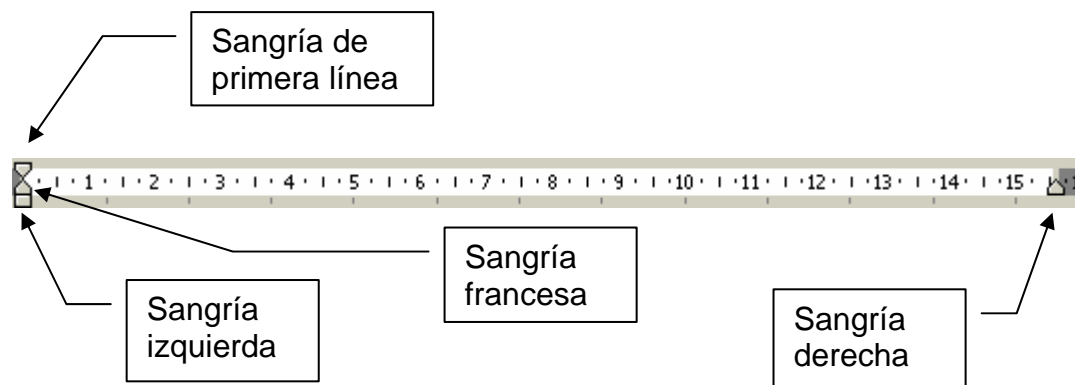 Sangría de
primera línea
1 2 3 4 5 6 7 8 9 10 11 12 13 14 15
Sangría
francesa
Sangría
izquierda
Sangría
derecha